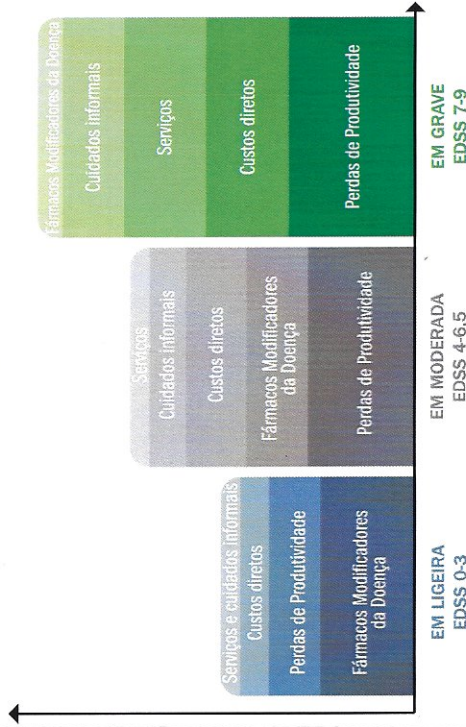 Serviços e cuidados informais
Custos diretos
Perdas de Produtividade
Fármacos Modificadores
da Doença
EM LIGEIRA
EDSS 0-3
Serviços
Cuidados informais
Custos diretos
Fármacos Modificadores
da Doença
Perdas de Produtividade
EM MODERADA
EDSS 4-6.5
Fármacos Modificadores da Doença
Cuidados informais
Serviços
Custos diretos
Perdas de Produtividade
EM GRAVE
EDSS 7-9